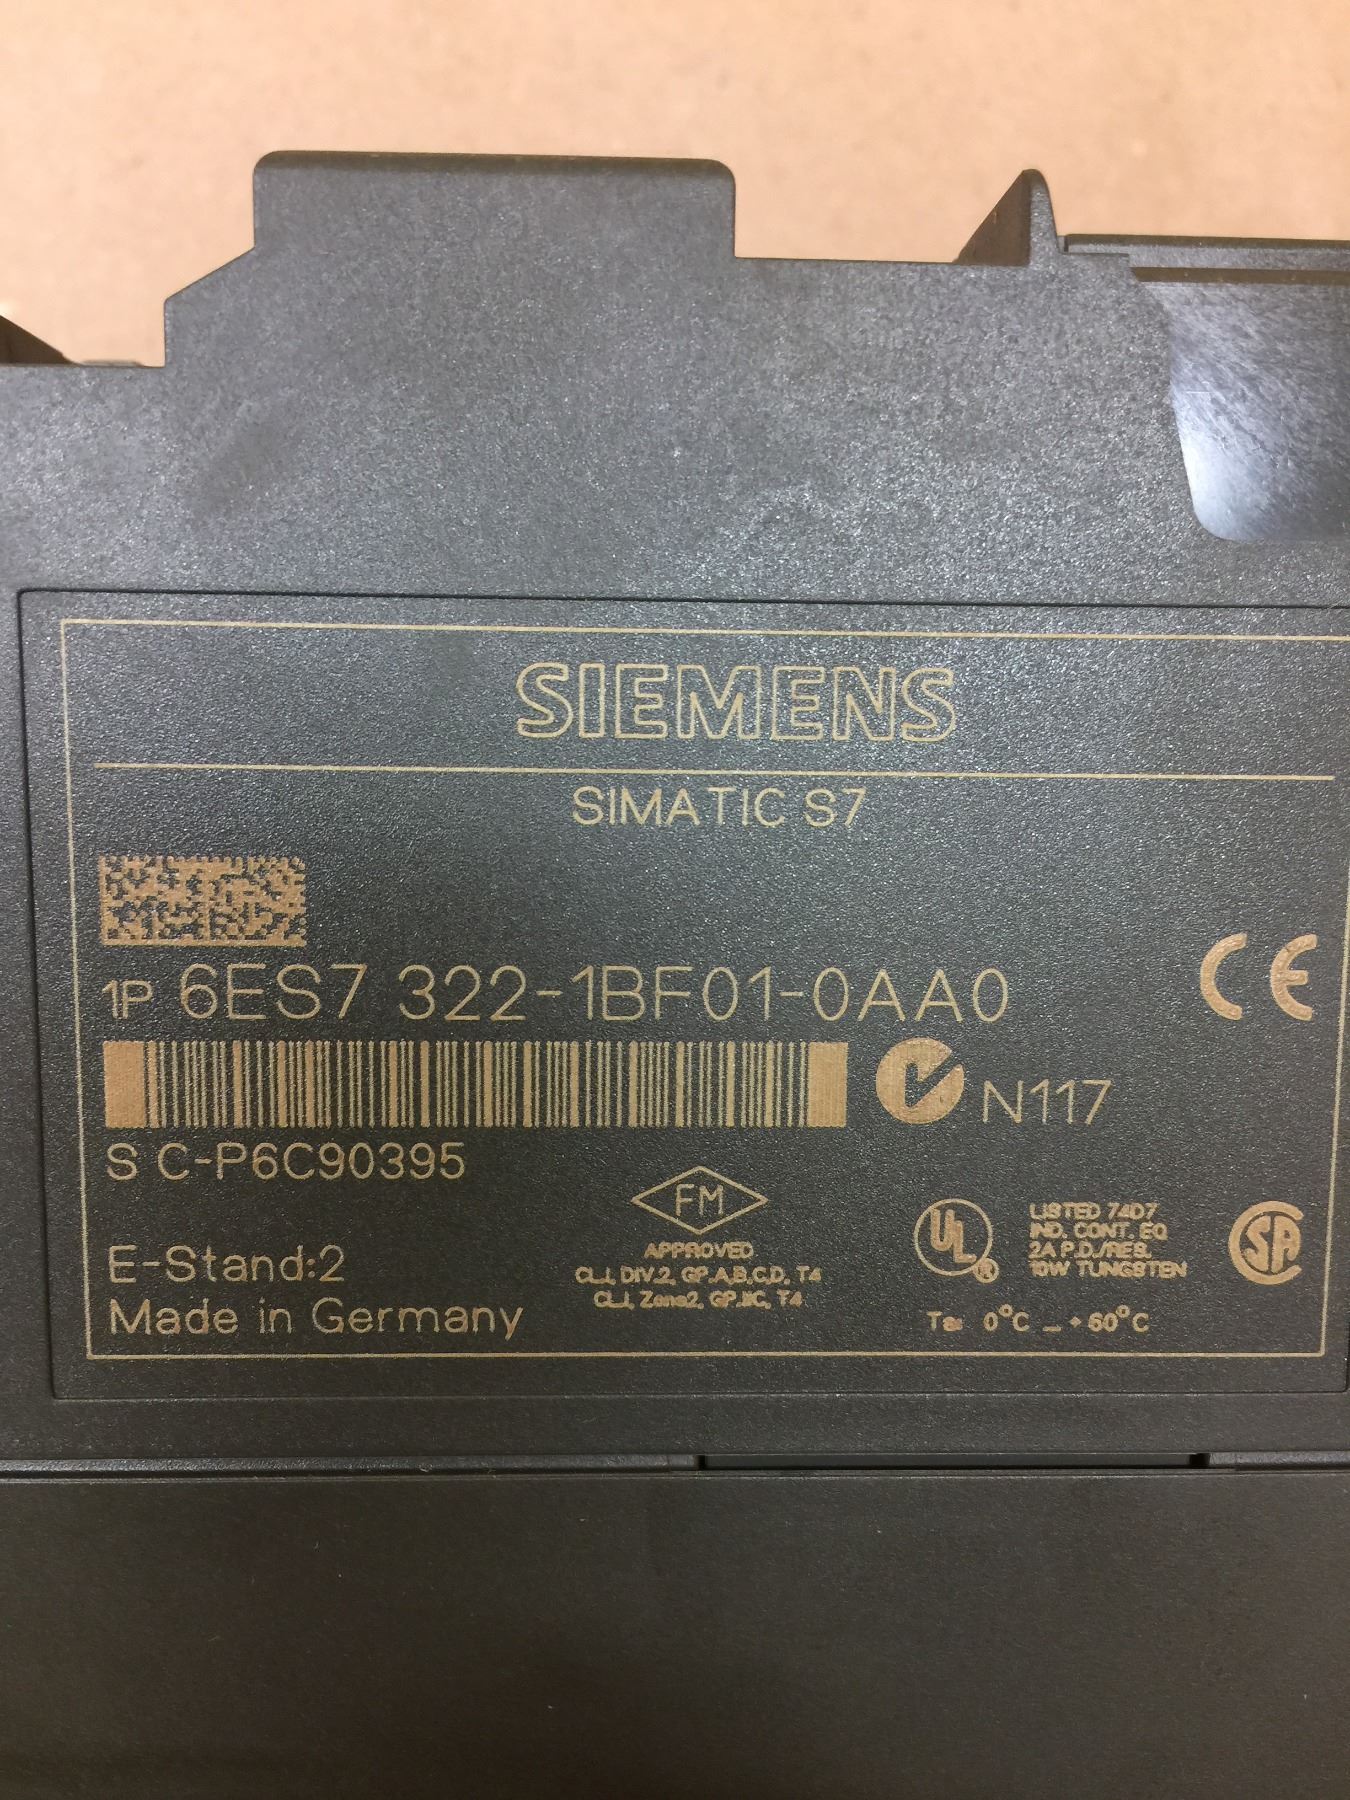 SIEMENS
SIMATIC S7
1P 6ES7 322-1BF01-0AA0
CE
N117
S C-P6C90395
FM
APPROVED
CL.I, DIV.2, GP.A,B,C,D, T4
CL.I, Zone2, GP.IIC, T4
UL ®
LISTED 74D7
IND. CONT. EQ
2A P.D./RES.
10W TUNGSTEN
SA
Ta: 0°C _ +60°C
E-Stand:2
Made in Germany